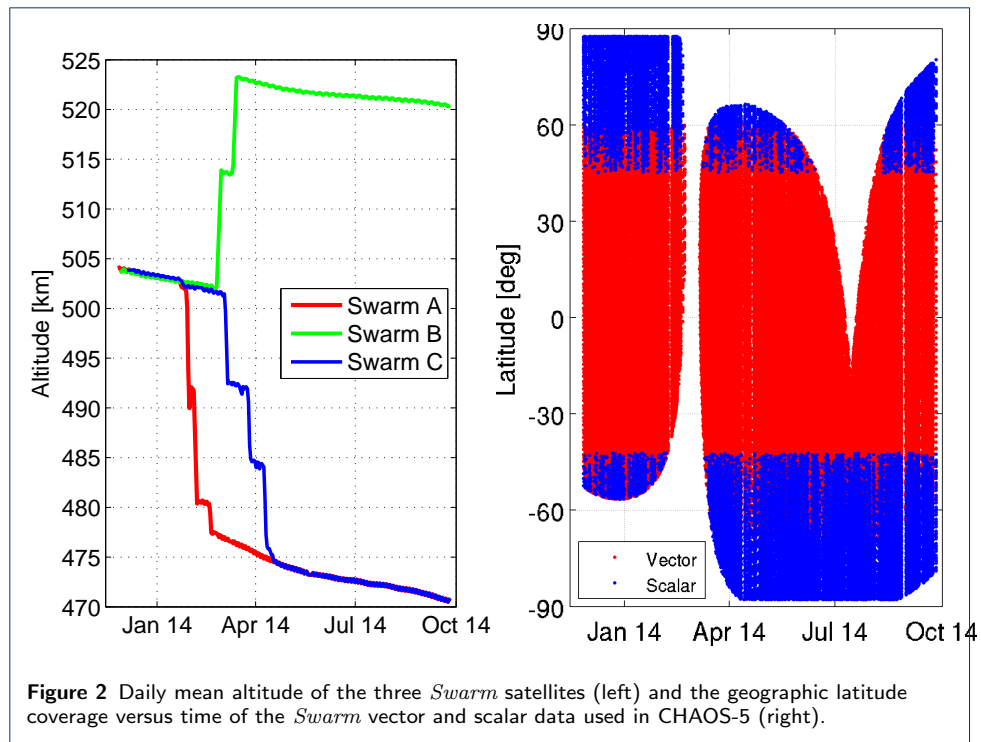 525
520
515
510
505
500
495
490
485
480
475
470
Altitude [km]
Jan 14 Apr 14 Jul 14 Oct 14
Swarm A
Swarm B
Swarm C
90
60
30
0
-30
-60
-90
Latitude [deg]
Jan 14 Apr 14 Jul 14 Oct 14
Vector
Scalar
Figure 2 Daily mean altitude of the three Swarm satellites (left) and the geographic latitude
coverage versus time of the Swarm vector and scalar data used in CHAOS-5 (right).